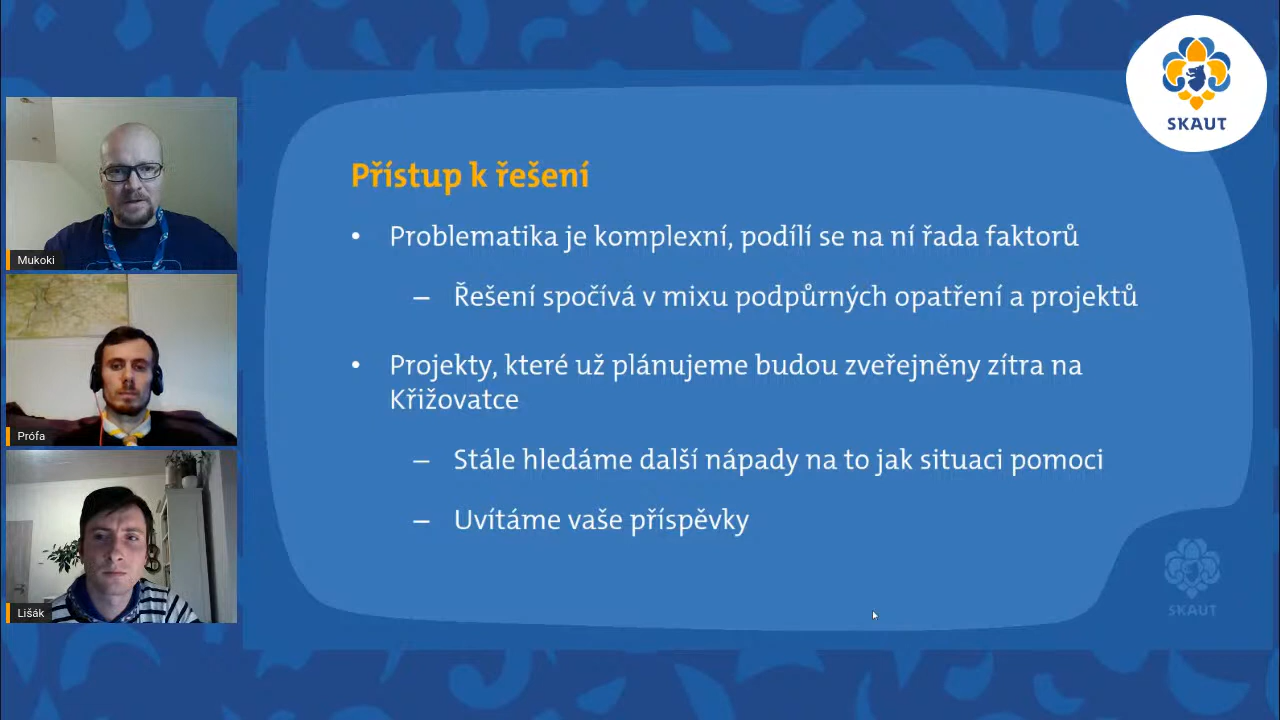 SKAUT
Přístup k řešení
• Problematika je komplexní, podílí se na ní řada faktorů
– Řešení spočívá v mixu podpůrných opatření a projektů
• Projekty, které už plánujeme budou zveřejněny zítra na
Křižovatce
– Stále hledáme další nápady na to jak situaci pomoci
– Uvítáme vaše příspěvky
SKAUT
Mukoki
Prófa
Lišák